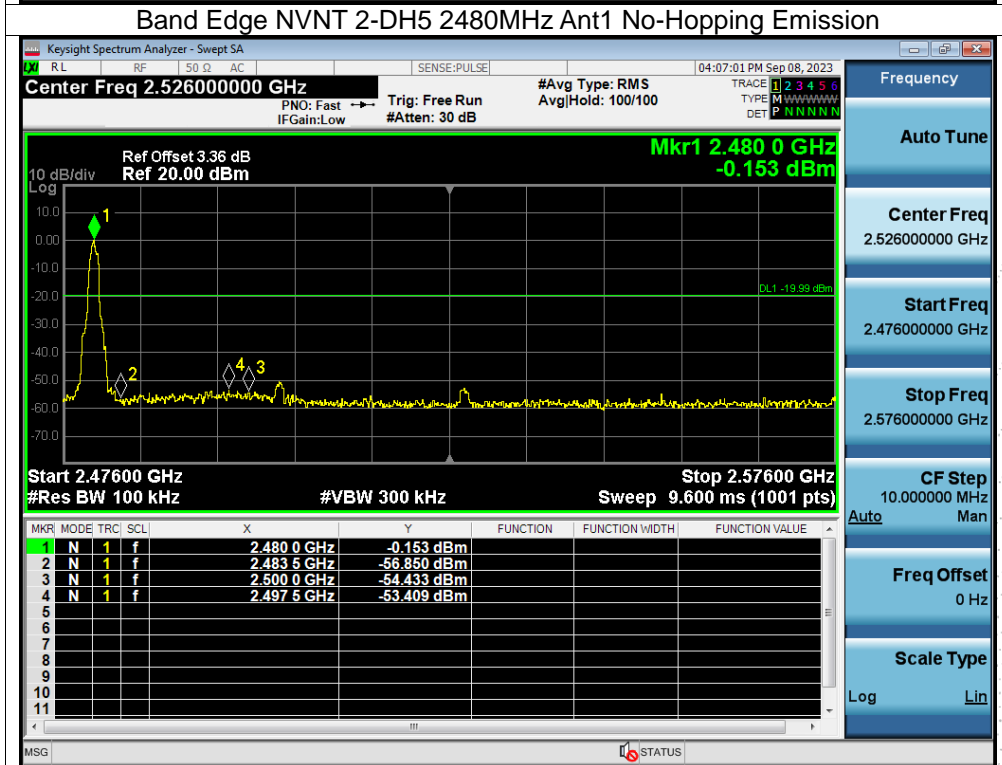 Band Edge NVNT 2-DH5 2480MHz Ant1 No-Hopping Emission
Keysight Spectrum Analyzer - Swept SA
LXI RL RF 50 Ω AC SENSE:PULSE 04:07:01 PM Sep 08, 2023
Center Freq 2.526000000 GHz
PNO: Fast
IFGain:Low
Trig: Free Run
#Atten: 30 dB
#Avg Type: RMS
Avg|Hold: 100/100
TRACE 1 2 3 4 5 6
TYPE M WWWWW
DET P N N N N N
Ref Offset 3.36 dB
10 dB/div Ref 20.00 dBm
Log
Mkr1 2.480 0 GHz
-0.153 dBm
10.0
0.00
-10.0
-20.0
-30.0
-40.0
-50.0
-60.0
-70.0
1
2
4
3
DL1 -19.99 dBm
Start 2.47600 GHz Stop 2.57600 GHz
#Res BW 100 kHz #VBW 300 kHz Sweep 9.600 ms (1001 pts)
MKR MODE TRC SCL X Y FUNCTION FUNCTION WIDTH FUNCTION VALUE
1 N 1 f 2.480 0 GHz -0.153 dBm
2 N 1 f 2.483 5 GHz -56.850 dBm
3 N 1 f 2.500 0 GHz -54.433 dBm
4 N 1 f 2.497 5 GHz -53.409 dBm
5
6
7
8
9
10
11
MSG STATUS
Frequency
Auto Tune
Center Freq
2.526000000 GHz
Start Freq
2.476000000 GHz
Stop Freq
2.576000000 GHz
CF Step
10.000000 MHz
Auto Man
Freq Offset
0 Hz
Scale Type
Log Lin